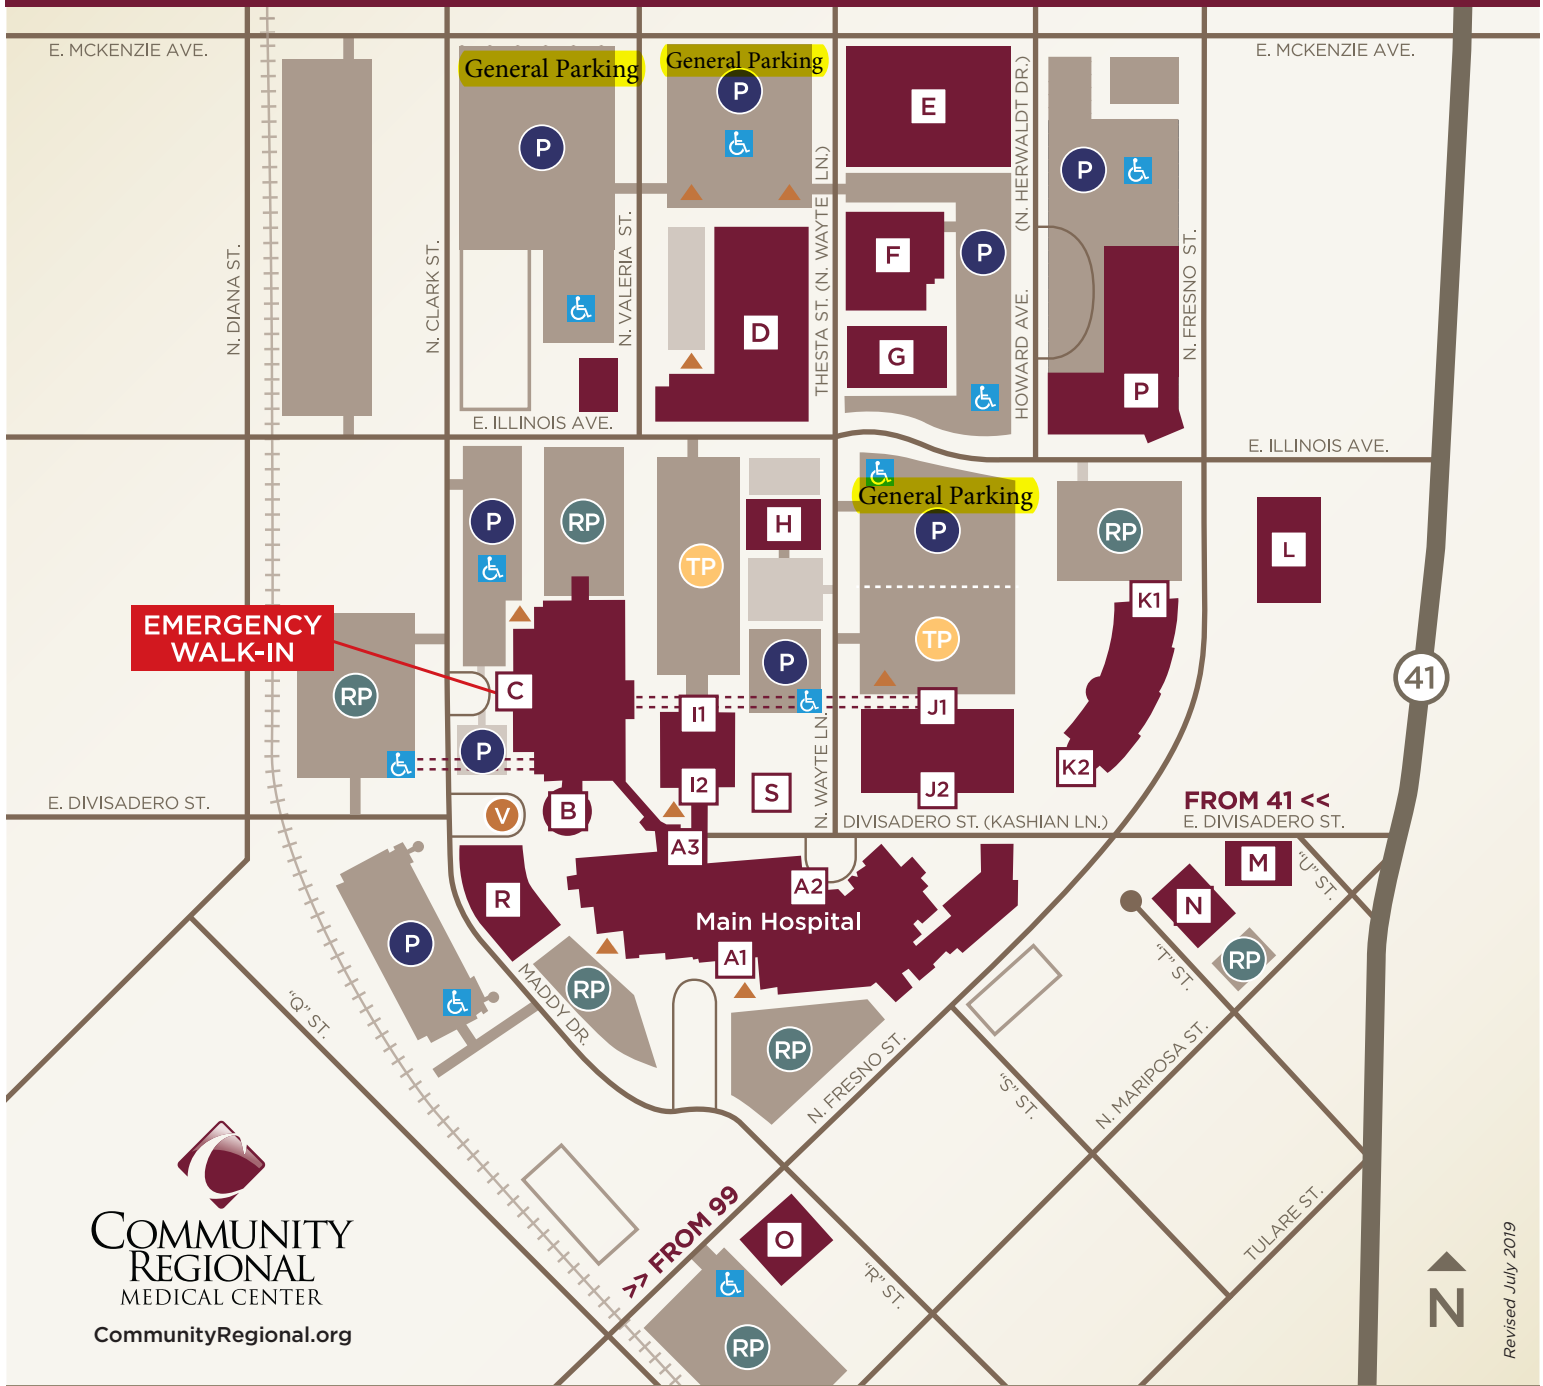 E. MCKENZIE AVE.
E. MCKENZIE AVE.
General Parking
General Parking
P
P
E
P
F
P
D
G
P
N. DIANA ST.
N. CLARK ST.
N. VALERIA ST.
THESTA ST. (N. WAYTE LN.)
HOWARD AVE. (N. HERWALDT DR.)
N. FRESNO ST.
E. ILLINOIS AVE.
E. ILLINOIS AVE.
General Parking
P
RP
TP
H
P
RP
L
EMERGENCY
WALK-IN
RP
C
P
TP
K1
41
I1
J1
P
I2
S
J2
K2
N. WAYTE LN.
E. DIVISADERO ST.
V
B
DIVISADERO ST. (KASHIAN LN.)
FROM 41 <<
E. DIVISADERO ST.
A3
A2
Main Hospital
A1
R
P
RP
RP
M
N
RP
"U" ST.
"T" ST.
MADDY DR.
"Q" ST.
N. FRESNO ST.
"S" ST.
N. MARIPOSA ST.
TULARE ST.
>> FROM 99
O
"R" ST.
RP
COMMUNITY
REGIONAL
MEDICAL CENTER
CommunityRegional.org
N
Revised July 2019